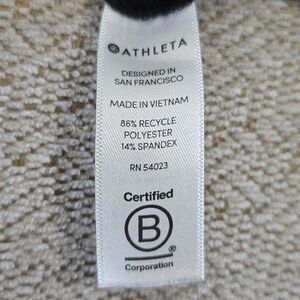 ATHLETA
DESIGNED IN
SAN FRANCISCO
MADE IN VIETNAM
86% RECYCLE
POLYESTER
14% SPANDEX
RN 54023
Certified
B
®
Corporation